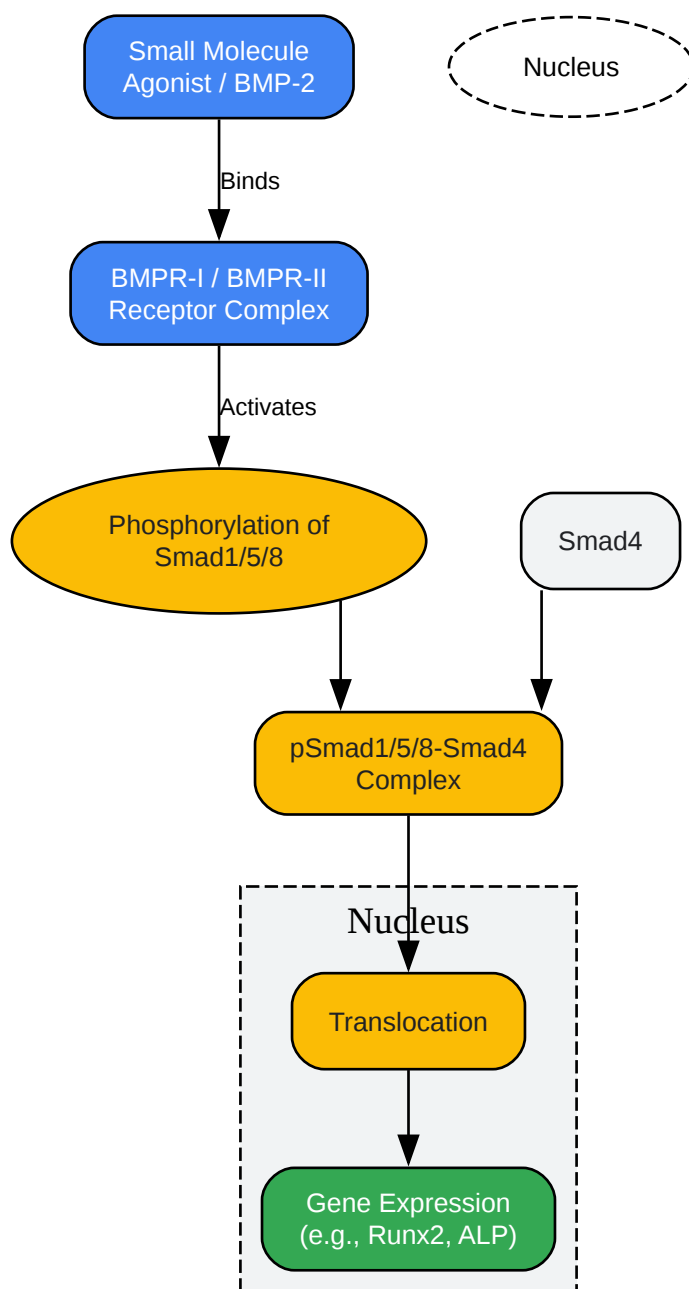 Small Molecule
Agonist / BMP-2
Nucleus
Binds
BMPR-I / BMPR-II
Receptor Complex
Activates
Phosphorylation of
Smad1/5/8
Smad4
pSmad1/5/8-Smad4
Complex
Nucleus
Translocation
Gene Expression
(e.g., Runx2, ALP)